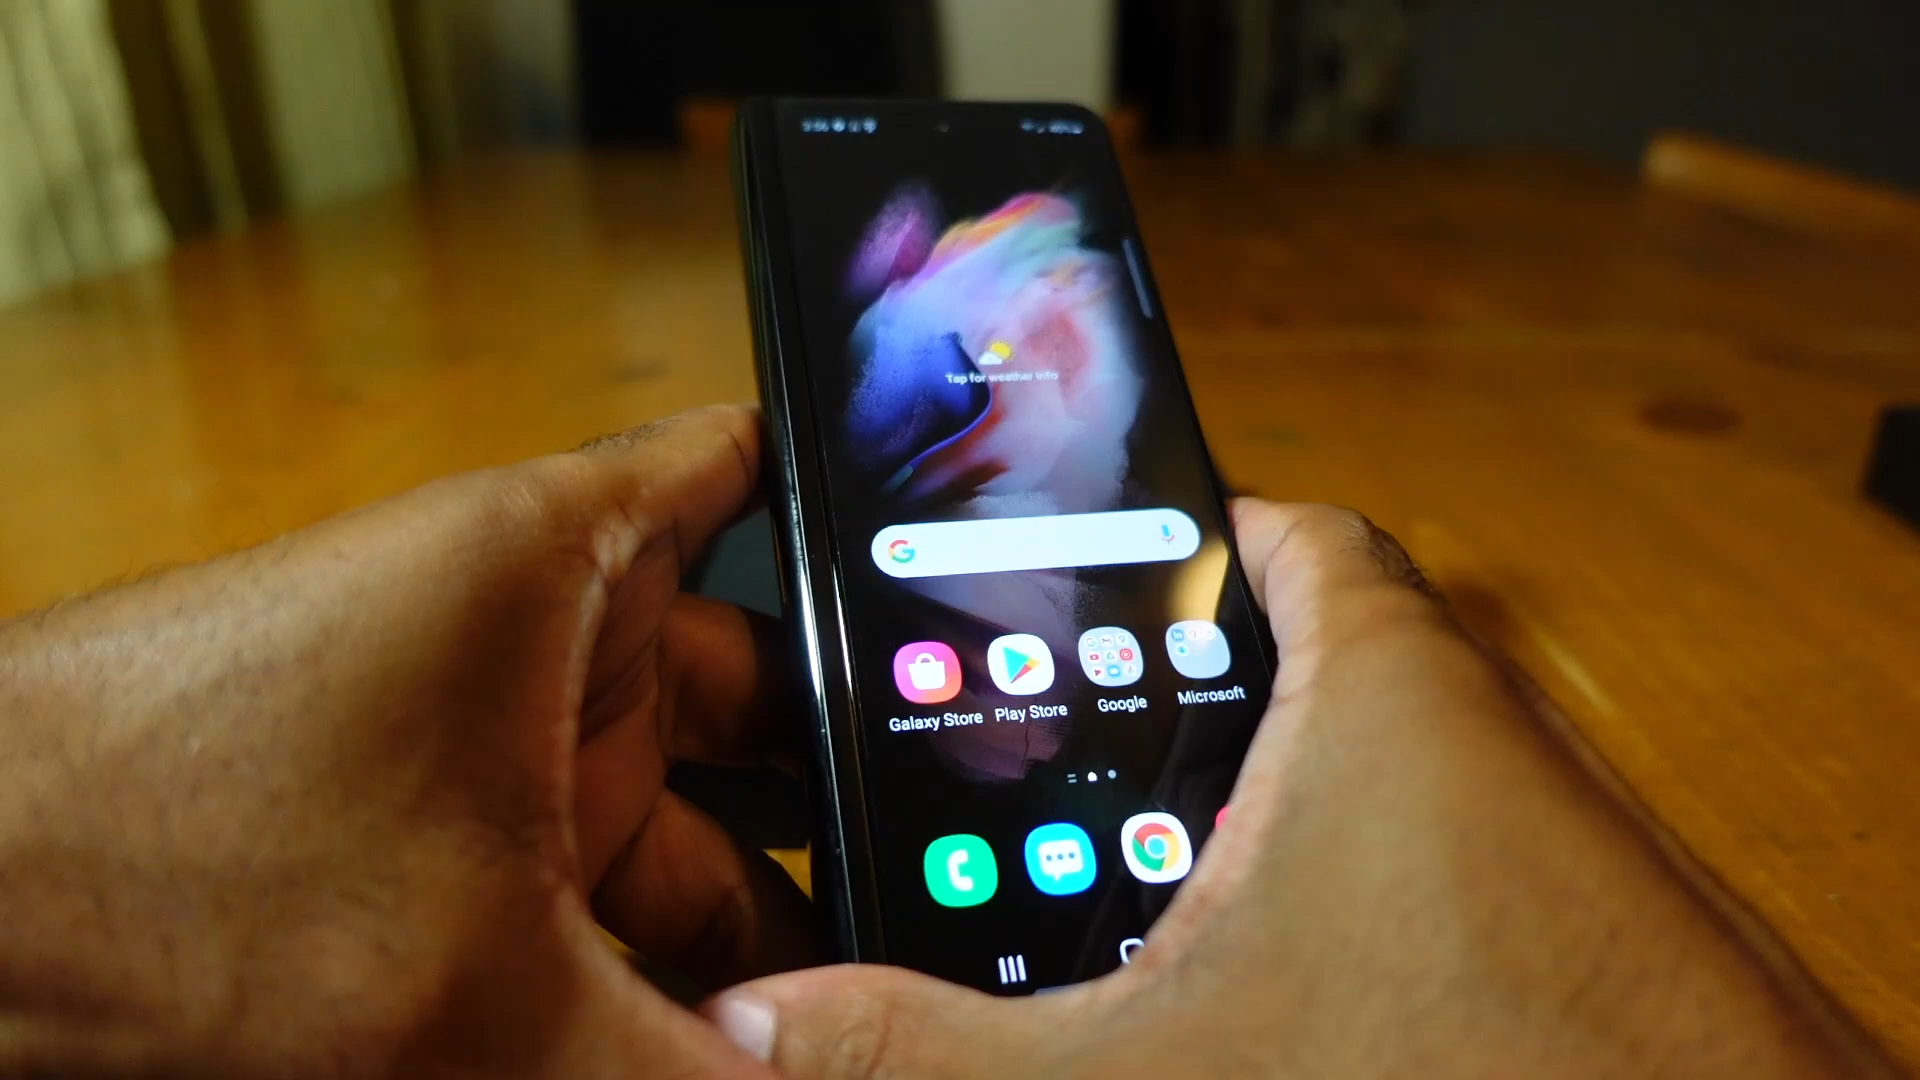 Tap for weather info
Galaxy Store
Play Store
Google
Microsoft